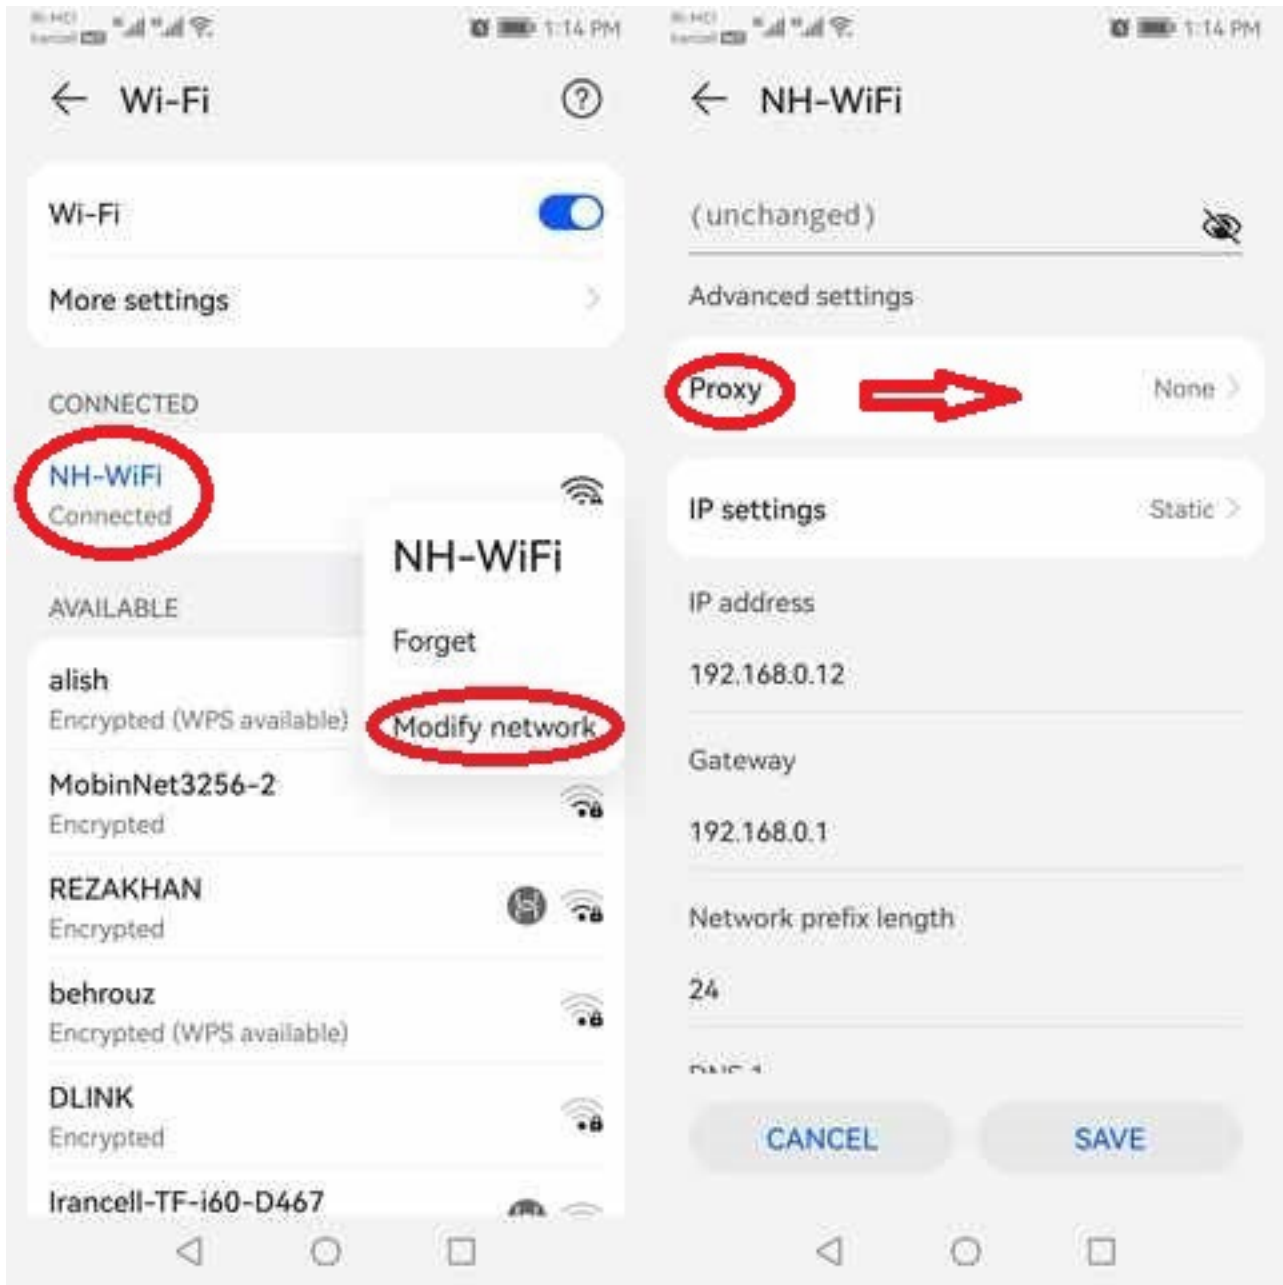 1:14 PM
Wi-Fi
Wi-Fi
More settings
CONNECTED
NH-WiFi
Connected
NH-WiFi
Forget
Modify network
AVAILABLE
alish
Encrypted (WPS available)
MobinNet3256-2
Encrypted
REZAKHAN
Encrypted
behrouz
Encrypted (WPS available)
DLINK
Encrypted
Irancell-TF-i60-D467
1:14 PM
NH-WiFi
(unchanged)
Advanced settings
Proxy None
IP settings Static
IP address
192.168.0.12
Gateway
192.168.0.1
Network prefix length
24
DNS 1
CANCEL SAVE